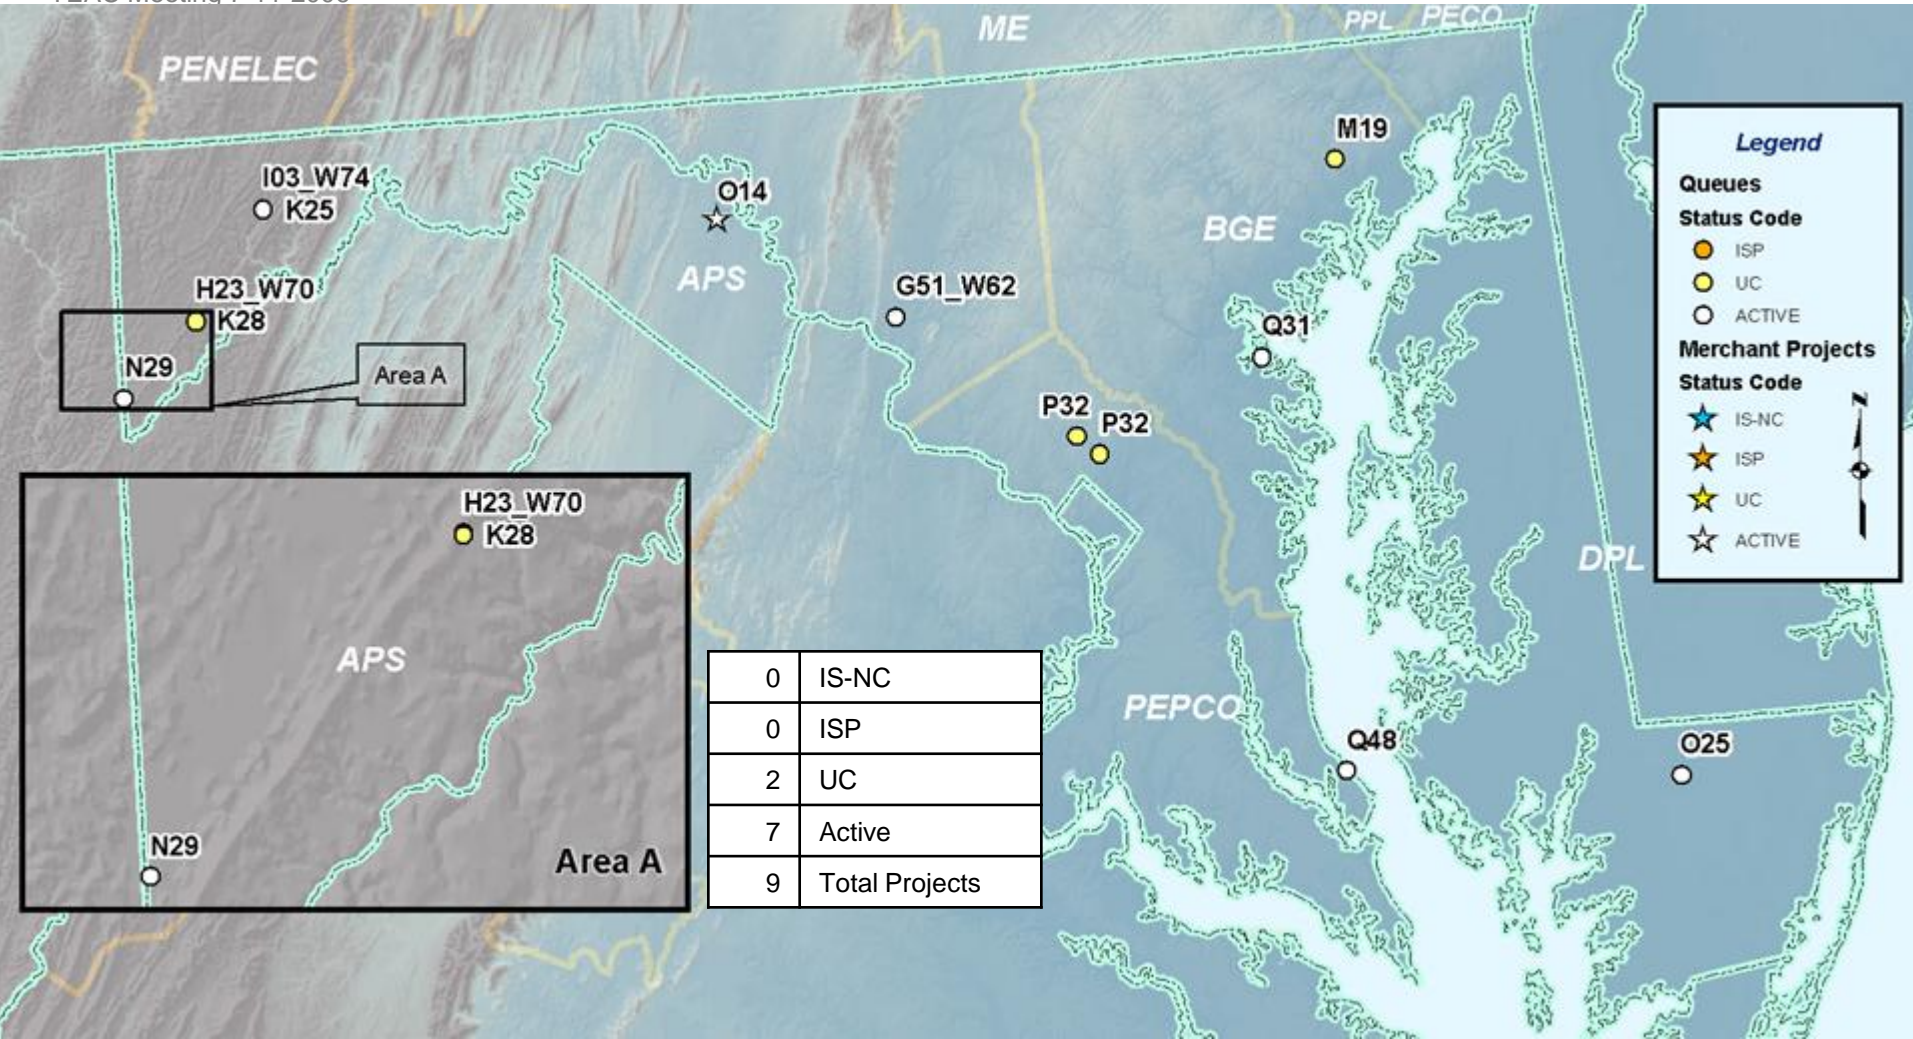 ME
PPL
PECO
PENELEC
M19
I03_W74
K25
O14
BGE
APS
H23_W70
K28
G51_W62
Q31
N29
Area A
P32
P32
Legend
Queues
Status Code
ISP
UC
ACTIVE
Merchant Projects
Status Code
IS-NC
ISP
UC
ACTIVE
N
DPL
H23_W70
K28
APS
N29
Area A
0 IS-NC
0 ISP
2 UC
7 Active
9 Total Projects
PEPCO
Q48
O25